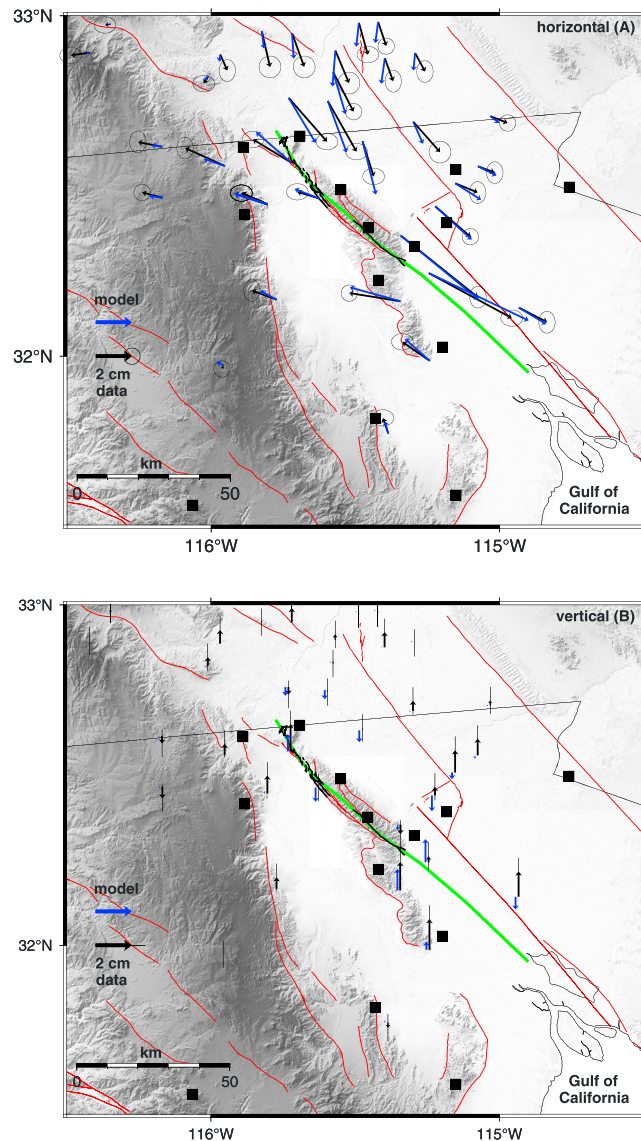 33°N
horizontal (A)
model
32°N
2 cm
data
km
0
50
Gulf of
California
116°W
115°W
33°N
vertical (B)
model
32°N
2 cm
data
km
0
50
Gulf of
California
116°W
115°W